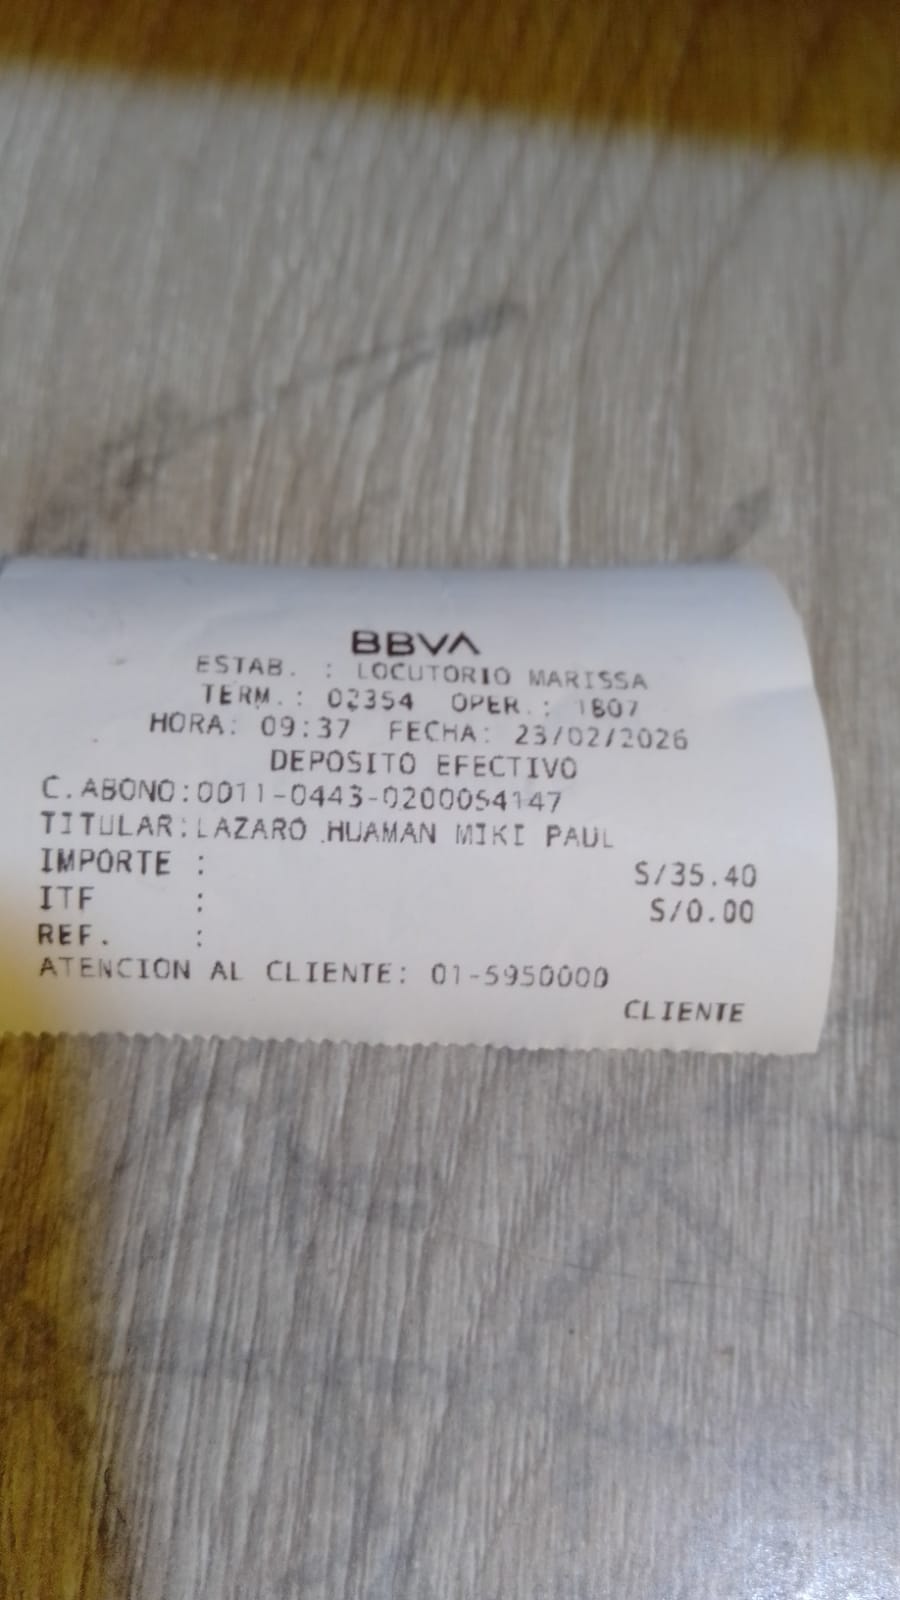 BBVA
ESTAB. : LOCUTORIO MARISSA
TERM.: 02354 OPER.: 1807
HORA: 09:37 FECHA: 23/02/2026
DEPOSITO EFECTIVO
C.ABONO:0011-0443-0200054147
TITULAR:LAZARO HUAMAN MIKI PAUL
IMPORTE : S/35.40
ITF : S/0.00
REF. :
ATENCION AL CLIENTE: 01-5950000
CLIENTE